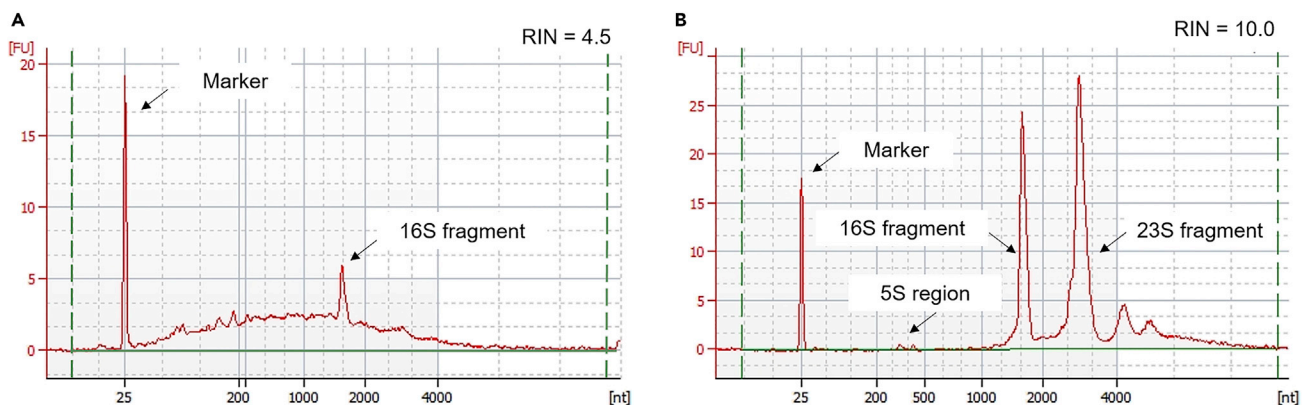 A
RIN = 4.5
[FU]
20
Marker
15
10
16S fragment
5
0
25
200
1000
2000
4000
[nt]
B
RIN = 10.0
[FU]
25
20
Marker
15
16S fragment
23S fragment
10
5S region
5
0
25
200
500
1000
2000
4000
[nt]